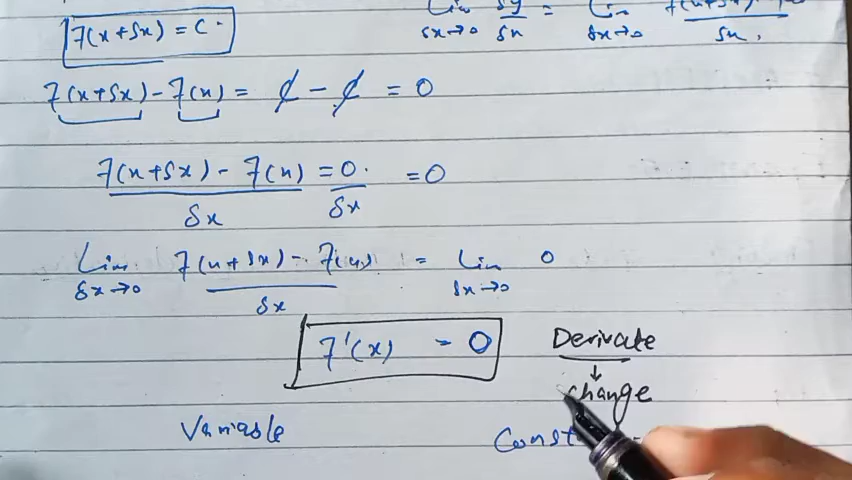 Lim δy/δx = Lim
δx→0 δx→0 δx.
f(x+δx) = c.
f(x+δx) - f(x) = c - c = 0
f(x+δx) - f(x) / δx = 0. / δx = 0
Lim δx→0 f(x+δx) - f(x) / δx = Lim δx→0 0
f'(x) = 0
Derivate
↓
change
Variable Const